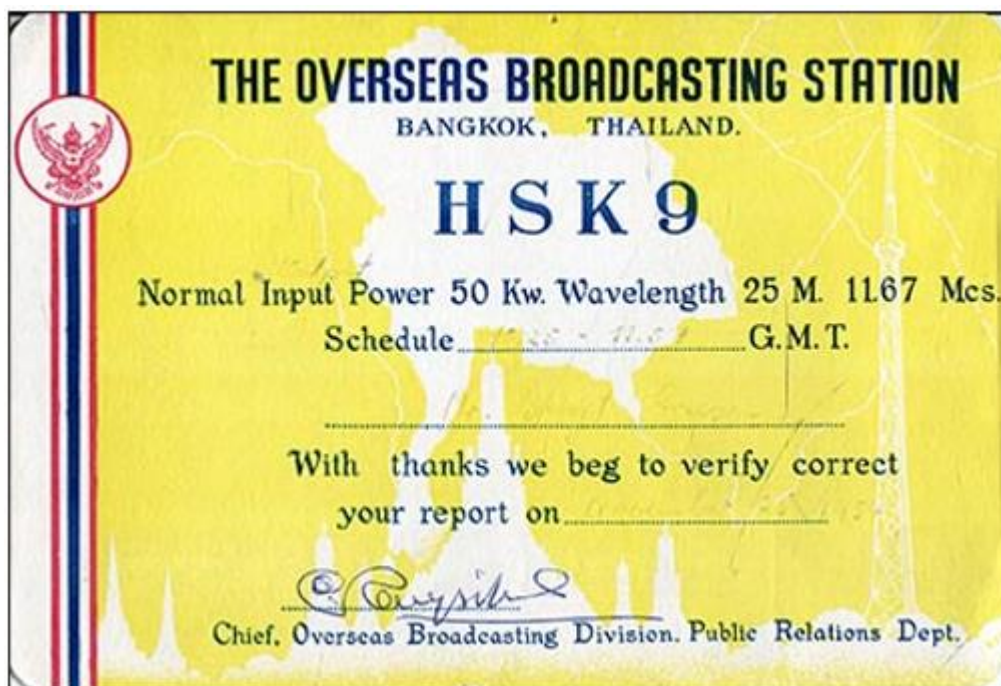 THE OVERSEAS BROADCASTING STATION
BANGKOK, THAILAND.
HSK9
Normal Input Power 50 Kw. Wavelength 25 M. 11.67 Mcs.
Schedule G.M.T.
With thanks we beg to verify correct
your report on
Chief, Overseas Broadcasting Division. Public Relations Dept.